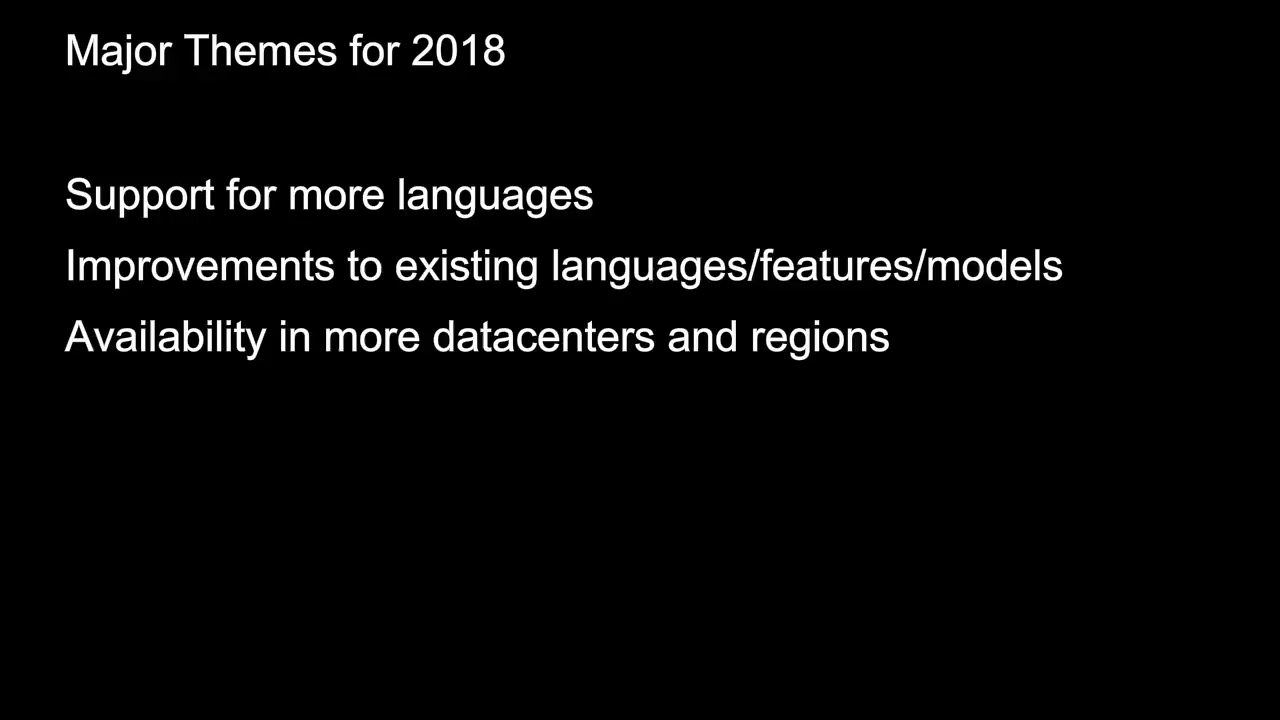 Major Themes for 2018
Support for more languages
Improvements to existing languages/features/models
Availability in more datacenters and regions